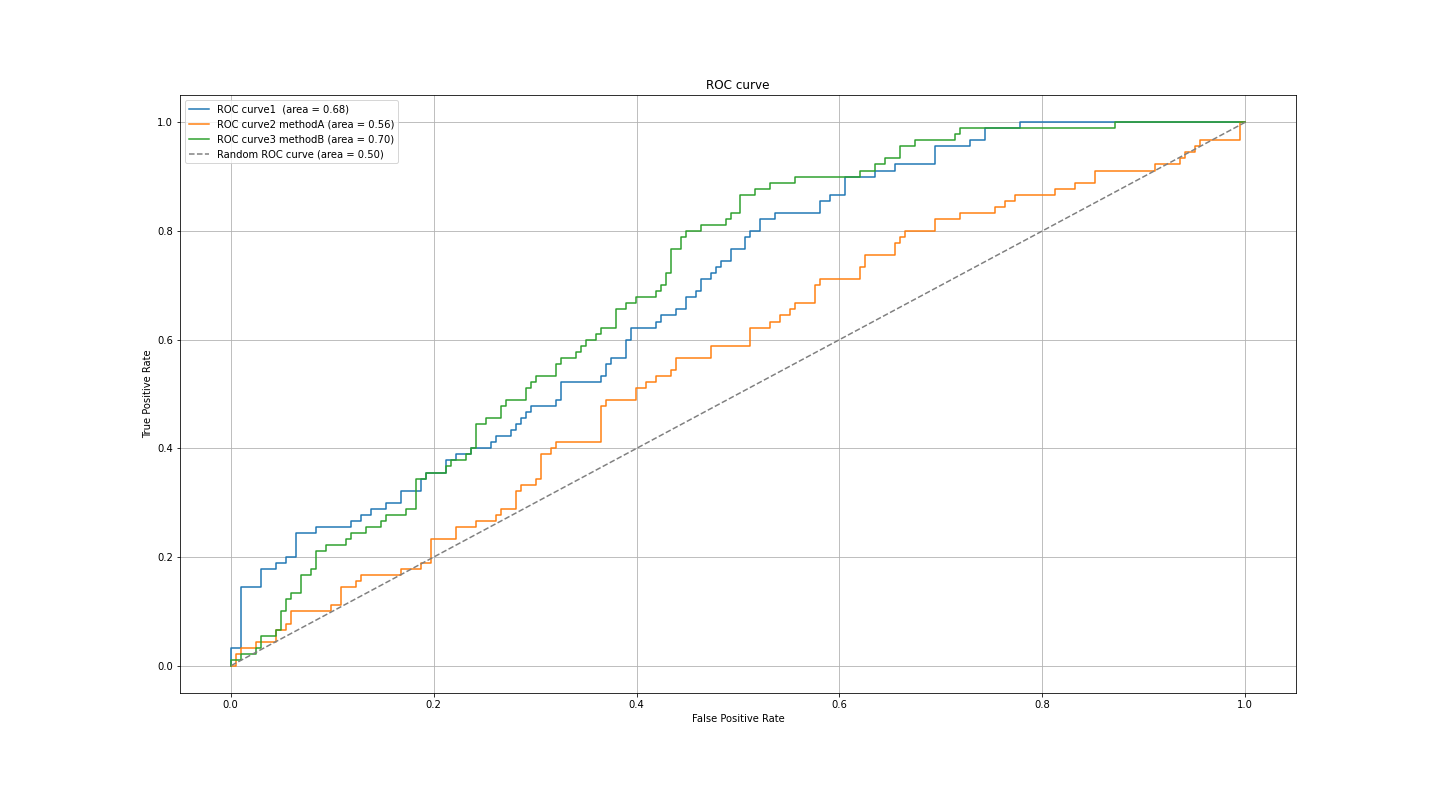 ROC curve
ROC curve1  (area = 0.68)
ROC curve2 methodA (area = 0.56)
ROC curve3 methodB (area = 0.70)
Random ROC curve (area = 0.50)
1.0
0.8
0.6
0.4
0.2
0.0
True Positive Rate
0.0 0.2 0.4 0.6 0.8 1.0
False Positive Rate